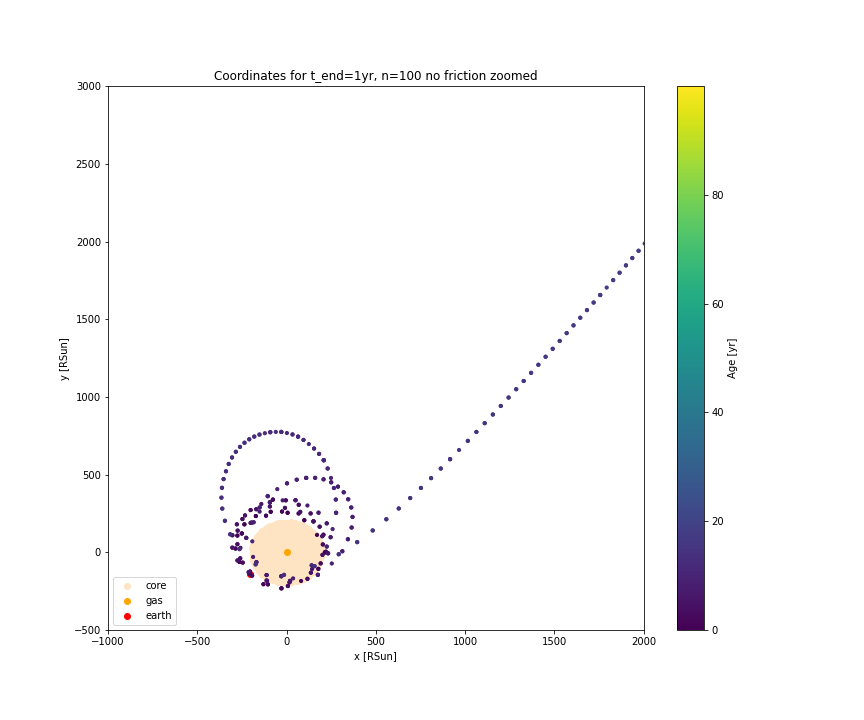 Coordinates for t_end=1yr, n=100 no friction zoomed
3000
2500
2000
1500
1000
500
0
−500
y [RSun]
−1000
−500
0
500
1000
1500
2000
x [RSun]
core
gas
earth
80
60
40
20
0
Age [yr]